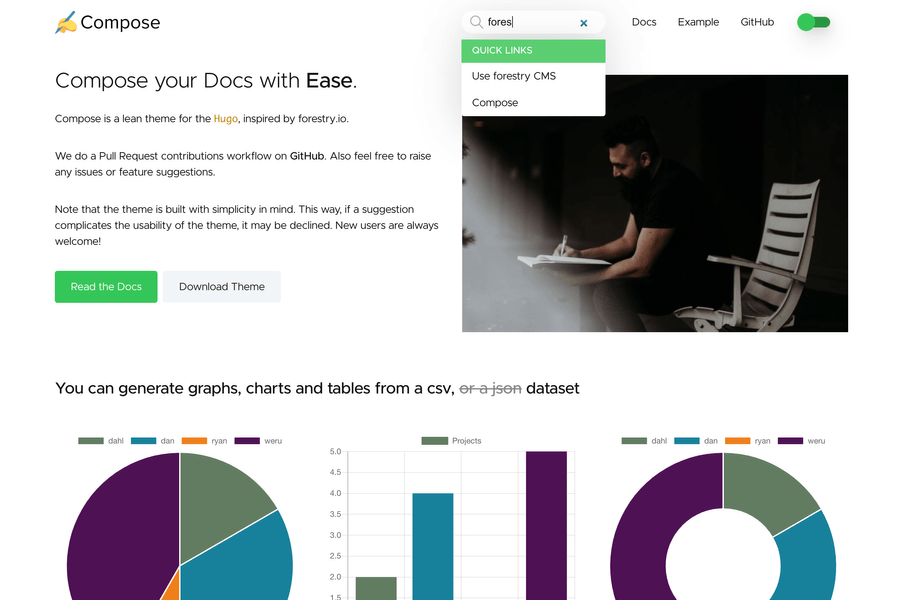 Compose
fores
Docs
Example
GitHub
QUICK LINKS
Use forestry CMS
Compose
Compose your Docs with Ease.
Compose is a lean theme for the Hugo, inspired by forestry.io.
We do a Pull Request contributions workflow on GitHub. Also feel free to raise
any issues or feature suggestions.
Note that the theme is built with simplicity in mind. This way, if a suggestion
complicates the usability of the theme, it may be declined. New users are always
welcome!
Read the Docs
Download Theme
You can generate graphs, charts and tables from a csv, or a json dataset
dahl dan ryan weru
Projects
5.0
4.5
4.0
3.5
3.0
2.5
2.0
1.5
dahl dan ryan weru